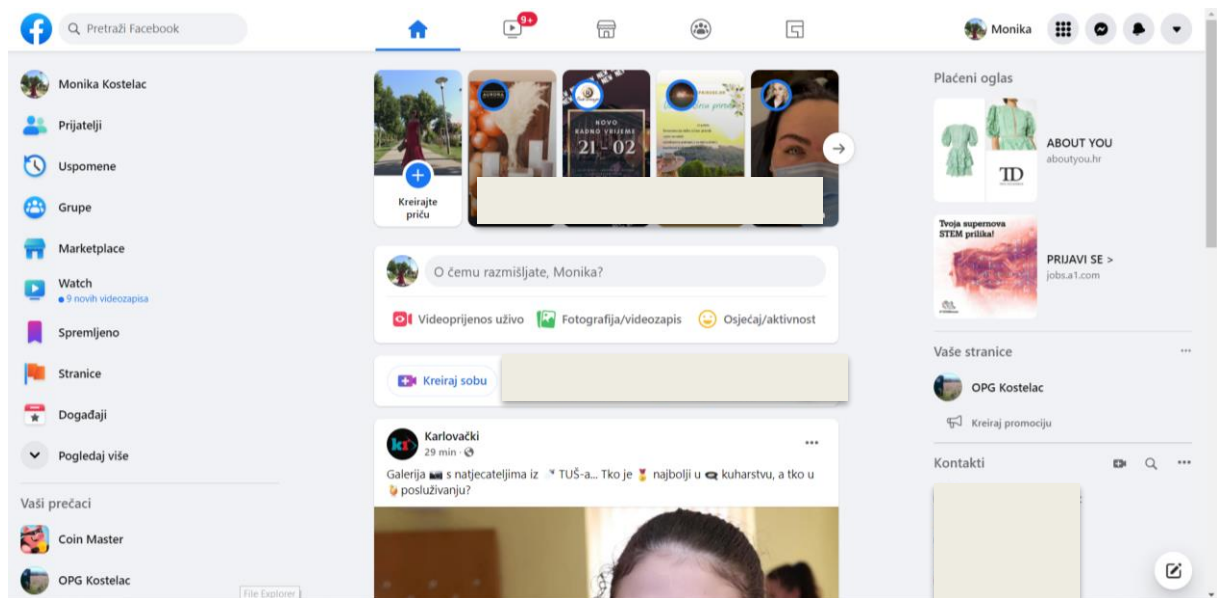 Pretraži Facebook
9+
Monika
Monika Kostelac
Prijatelji
Uspomene
Grupe
Marketplace
Watch
9 novih videozapisa
Spremljeno
Stranice
Događaji
Pogledaj više
Vaši prečaci
Coin Master
OPG Kostelac
File Explorer
Kreirajte
priču
AURORA
NOVO
RADNO VRIJEME
21 - 02
O čemu razmišljate, Monika?
Videoprijenos uživo
Fotografija/videozapis
Osjećaj/aktivnost
Kreiraj sobu
Karlovački
29 min
Galerija s natjecateljima iz TUŠ-a... Tko je najbolji u kuharstvu, a tko u
posluživanju?
Plaćeni oglas
TD
ABOUT YOU
aboutyou.hr
Tvoja supernova
STEM prilika!
PRIJAVI SE >
jobs.a1.com
Vaše stranice
OPG Kostelac
Kreiraj promociju
Kontakti